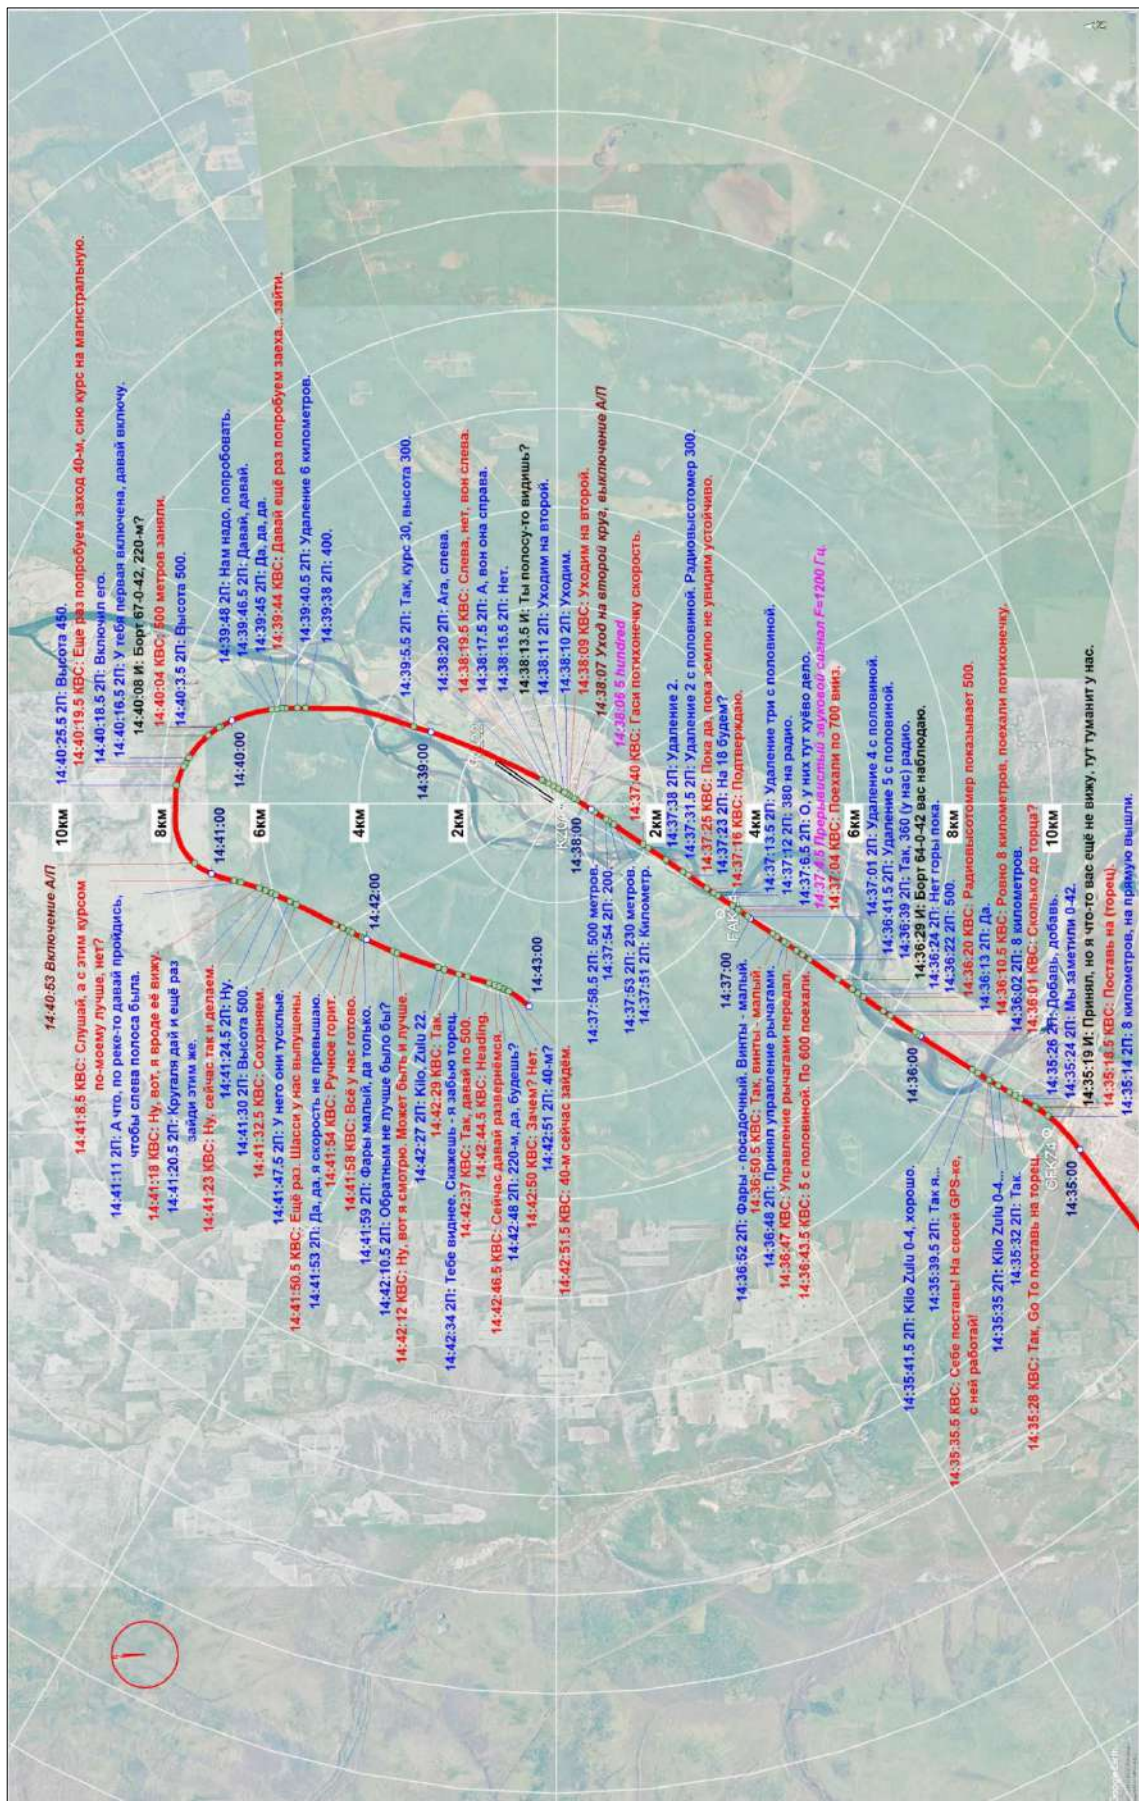 14:40:25.5 2П: Высота 450.
14:40:19.5 КВС: Ещё раз попробуем заход 40-м, сию курс на магистральную.
14:40:18.5 2П: Включил его.
14:40:16.5 2П: У тебя первая включена, давай включу.
14:40:08 И: Борт 67-0-42, 220-м?
14:40:04 КВС: 500 метров заняли.
14:40:3.5 2П: Высота 500.
14:39:48 2П: Нам надо, попробовать.
14:39:46.5 2П: Давай, давай.
14:39:45 2П: Да, да, да
14:39:44 КВС: Давай ещё раз попробуем заеха... зайти.
14:39:40.5 2П: Удаление 6 километров.
14:39:38 2П: 400.
14:39:5.5 2П: Так, курс 30, высота 300.
14:38:20 2П: Ага, слева.
14:38:19.5 КВС: Слева, нет, вон слева.
14:38:17.5 2П: А, вон она справа.
14:38:15.5 2П: Нет.
14:38:13.5 И: Ты полосу-то видишь?
14:38:11 2П: Уходим на второй.
14:38:10 2П: Уходим.
14:38:09 КВС: Уходим на второй.
14:38:07 Уход на второй круг, выключение А/П
14:38:06 5 hundred
14:37:40 КВС: Гаси потихонечку скорость.
14:37:38 2П: Удаление 2.
14:37:31.5 2П: Удаление 2 с половиной. Радиовысотомер 300.
14:37:25 КВС: Пока да, пока землю не увидим устойчиво.
14:37:23 2П: На 18 будем?
14:37:16 КВС: Подтверждаю.
14:37:13.5 2П: Удаление три с половиной.
14:37:12 2П: 380 на радио.
14:37:6.5 2П: О, у них тут хуёво дело.
Прерывистый звуковой сигнал F=1200 Гц.
14:37:04 КВС: Поехали по 700 вниз.
14:37:01 2П: Удаление 4 с половиной.
14:36:41.5 2П: Удаление 5 с половиной.
14:36:39 2П: Так, 360 (у нас) радио.
14:36:29 И: Борт 64-0-42 вас наблюдаю.
14:36:24 2П: Нет горы пока.
14:36:22 2П: 500.
14:36:20 КВС: Радиовысотомер показывает 500.
14:36:13 2П: Да.
14:36:10.5 КВС: Ровно 8 километров, поехали потихонечку.
14:36:02 2П: 8 километров.
14:36:01 КВС: Сколько до торца?
14:35:26 2П: Добавь, добавь.
14:35:24 2П: Мы заметили 0-42.
14:35:19 И: Принял, но я что-то вас ещё не вижу, тут туманит у нас.
14:35:18.5 КВС: Поставь на (торец).
14:35:14 2П: 8 километров, на прямую вышли.
10км
8км
6км
4км
2км
2км
4км
6км
8км
10км
14:40:00
14:41:00
14:39:00
14:42:00
14:38:00
14:43:00
14:37:00
14:36:00
14:35:00
14:40:53 Включение А/П
14:41:8,5 КВС: Слушай, а с этим курсом
по-моему лучше, нет?
14:41:11 2П: А что, по реке-то давай пройдись,
чтобы слева полоса была.
14:41:18 КВС: Ну, вот, я вроде её вижу.
14:41:20.5 2П: Кругаля дай и ещё раз
зайди этим же.
14:41:23 КВС: Ну, сейчас так и делаем.
14:41:24.5 2П: Ну.
14:41:30 2П: Высота 500.
14:41:32.5 КВС: Сохраняем.
14:41:47.5 2П: У него они тусклые.
14:41:50.5 КВС: Ещё раз. Шасси у нас выпущены.
14:41:53 2П: Да, да, я скорость не превышаю.
14:41:54 КВС: Ручное горит.
14:41:58 КВС: Всё у нас готово.
14:41:59 2П: Фары малый, да только.
14:42:10.5 2П: Обратным не лучше было бы?
14:42:12 КВС: Ну, вот я смотрю. Может быть и лучше.
14:42:27 2П: Kilo, Zulu 22.
14:42:29 КВС: Так.
14:42:34 2П: Тебе виднее. Скажешь - я забью торец.
14:42:37 КВС: Так, давай по 500
14:42:44.5 КВС: Heading.
14:42:46.5 КВС: Сейчас давай развернёмся.
14:42:48 2П: 220-м, да, будешь?
14:42:50 КВС: Зачем? Нет.
14:42:51 2П: 40-м?
14:42:51.5 КВС: 40-м сейчас зайдём.
14:37:58.5 2П: 500 метров.
14:37:54 2П: 200.
14:37:53 2П: 230 метров.
14:37:51 2П: Километр.
14:36:52 2П: Фары - посадочный. Винты - малый.
14:36:50.5 КВС: Так, винты - малый.
14:36:48 2П: Принял управление рычагами.
14:36:47 КВС: Управление рычагами передал.
14:36:43.5 КВС: 5 с половиной. По 600 поехали.
14:35:41.5 2П: Kilo Zulu 0-4, хорошо.
14:35:39.5 2П: Так я...
14:35:35.5 КВС: Себе поставь! На своей GPS-ке,
с ней работай!
14:35:35 2П: Kilo Zulu 0-4...
14:35:32 2П: Так.
14:35:28 КВС: Так, Go To поставь на торец.